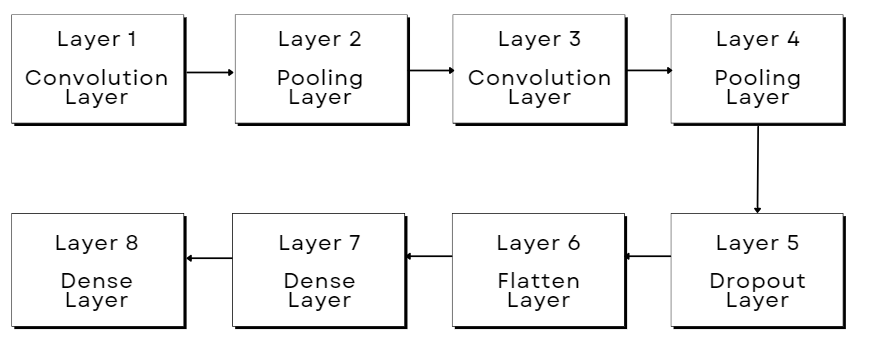 Layer 1
Convolution
Layer
Layer 2
Pooling
Layer
Layer 3
Convolution
Layer
Layer 4
Pooling
Layer
Layer 5
Dropout
Layer
Layer 6
Flatten
Layer
Layer 7
Dense
Layer
Layer 8
Dense
Layer